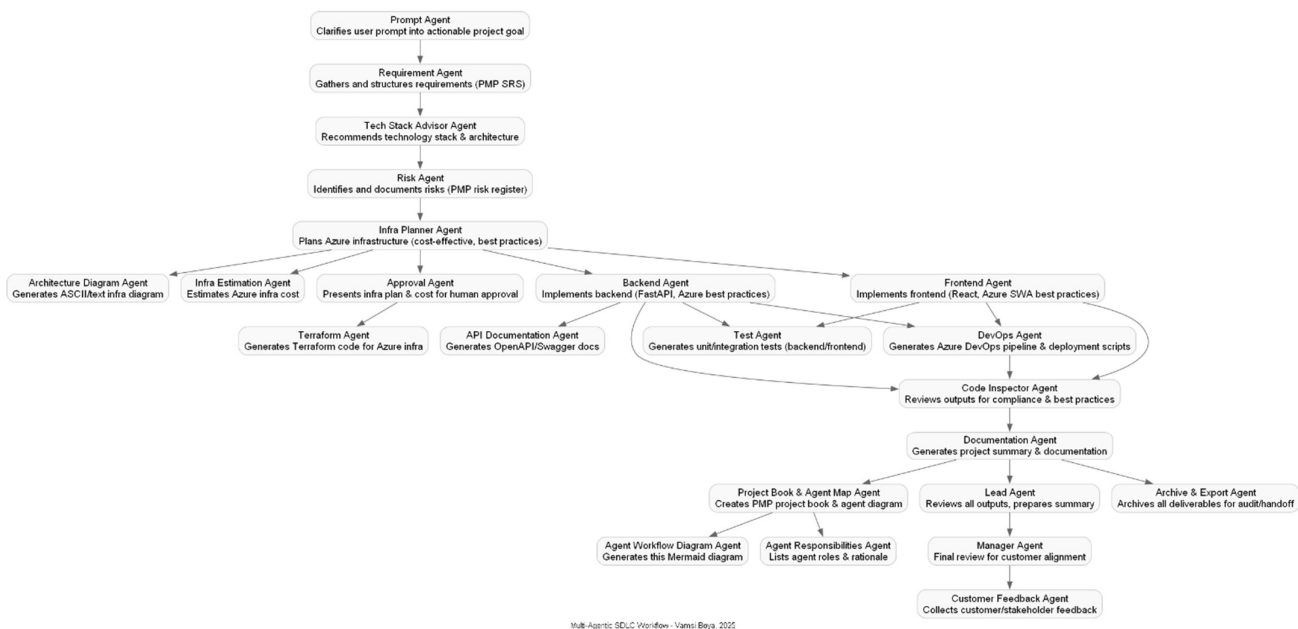 Prompt Agent
Clarifies user prompt into actionable project goal
Requirement Agent
Gathers and structures requirements (PMP SRS)
Tech Stack Advisor Agent
Recommends technology stack & architecture
Risk Agent
Identifies and documents risks (PMP risk register)
Infra Planner Agent
Plans Azure infrastructure (cost-effective, best practices)
Architecture Diagram Agent
Generates ASCII/text infra diagram
Infra Estimation Agent
Estimates Azure infra cost
Approval Agent
Presents infra plan & cost for human approval
Backend Agent
Implements backend (FastAPI, Azure best practices)
Frontend Agent
Implements frontend (React, Azure SWA best practices)
Terraform Agent
Generates Terraform code for Azure infra
API Documentation Agent
Generates OpenAPI/Swagger docs
Test Agent
Generates unit/integration tests (backend/frontend)
DevOps Agent
Generates Azure DevOps pipeline & deployment scripts
Code Inspector Agent
Reviews outputs for compliance & best practices
Documentation Agent
Generates project summary & documentation
Project Book & Agent Map Agent
Creates PMP project book & agent diagram
Lead Agent
Reviews all outputs, prepares summary
Archive & Export Agent
Archives all deliverables for audit/handoff
Agent Workflow Diagram Agent
Generates this Mermaid diagram
Agent Responsibilities Agent
Lists agent roles & rationale
Manager Agent
Final review for customer alignment
Customer Feedback Agent
Collects customer/stakeholder feedback
Multi-Agentic SDLC Workflow - Vamsi Boya, 2025